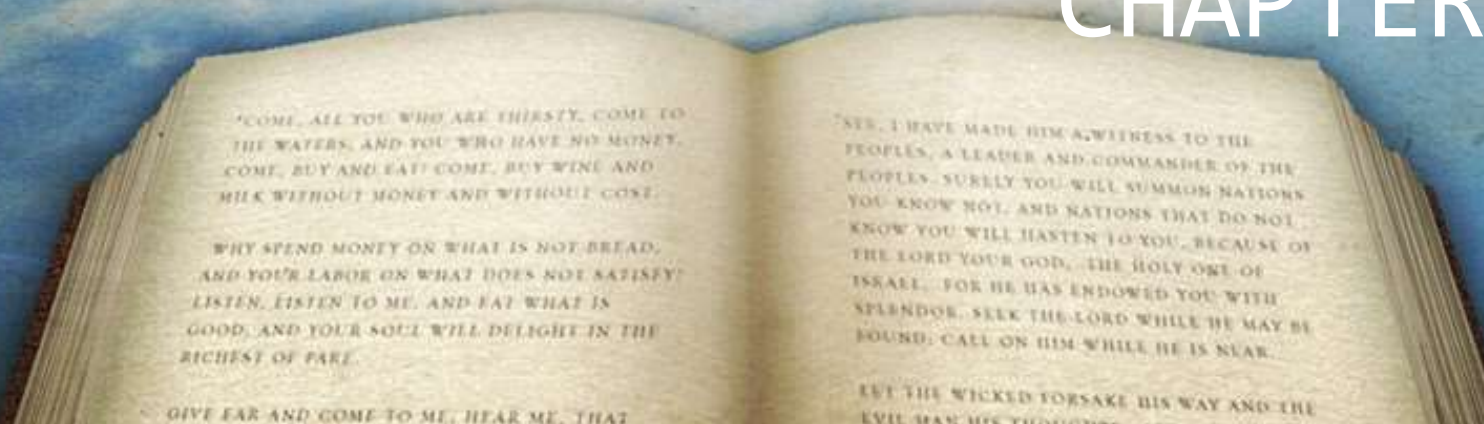 CHAPTER
"COME, ALL YOU WHO ARE THIRSTY, COME TO
THE WATERS, AND YOU WHO HAVE NO MONEY,
COME, BUY AND EAT! COME, BUY WINE AND
MILK WITHOUT MONEY AND WITHOUT COST.
WHY SPEND MONEY ON WHAT IS NOT BREAD,
AND YOUR LABOR ON WHAT DOES NOT SATISFY?
LISTEN, LISTEN TO ME, AND EAT WHAT IS
GOOD, AND YOUR SOUL WILL DELIGHT IN THE
RICHEST OF FARE.
GIVE EAR AND COME TO ME, HEAR ME, THAT
"SEE, I HAVE MADE HIM A WITNESS TO THE
PEOPLES, A LEADER AND COMMANDER OF THE
PEOPLES. SURELY YOU WILL SUMMON NATIONS
YOU KNOW NOT, AND NATIONS THAT DO NOT
KNOW YOU WILL HASTEN TO YOU, BECAUSE OF
THE LORD YOUR GOD, THE HOLY ONE OF
ISRAEL, FOR HE HAS ENDOWED YOU WITH
SPLENDOR. SEEK THE LORD WHILE HE MAY BE
FOUND; CALL ON HIM WHILE HE IS NEAR.
LET THE WICKED FORSAKE HIS WAY AND THE
EVIL MAN HIS THOUGHTS